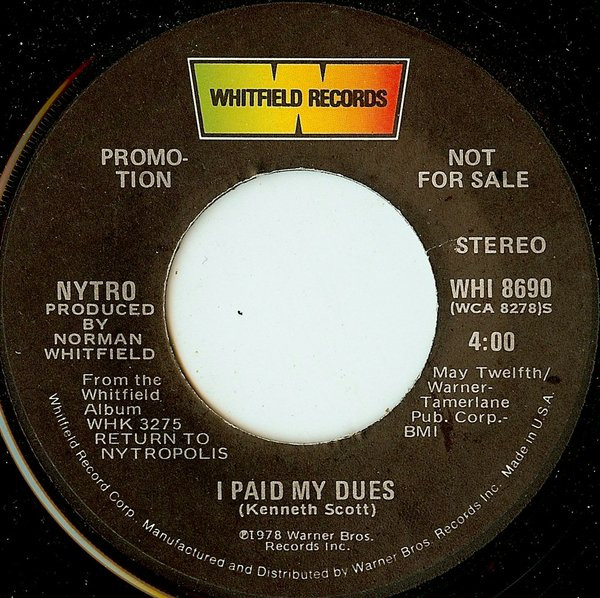 WHITFIELD RECORDS
PROMO-
TION
NOT
FOR SALE
STEREO
NYTRO
PRODUCED
BY
NORMAN
WHITFIELD
WHI 8690
(WCA 8278)S
4:00
From the
Whitfield
Album
WHK 3275
RETURN TO
NYTROPOLIS
May Twelfth/
Warner-
Tamerlane
Pub. Corp.-
BMI
I PAID MY DUES
(Kenneth Scott)
℗1978 Warner Bros.
Records Inc.
Whitfield Record Corp., Manufactured and Distributed by Warner Bros. Records Inc. Made in U.S.A.